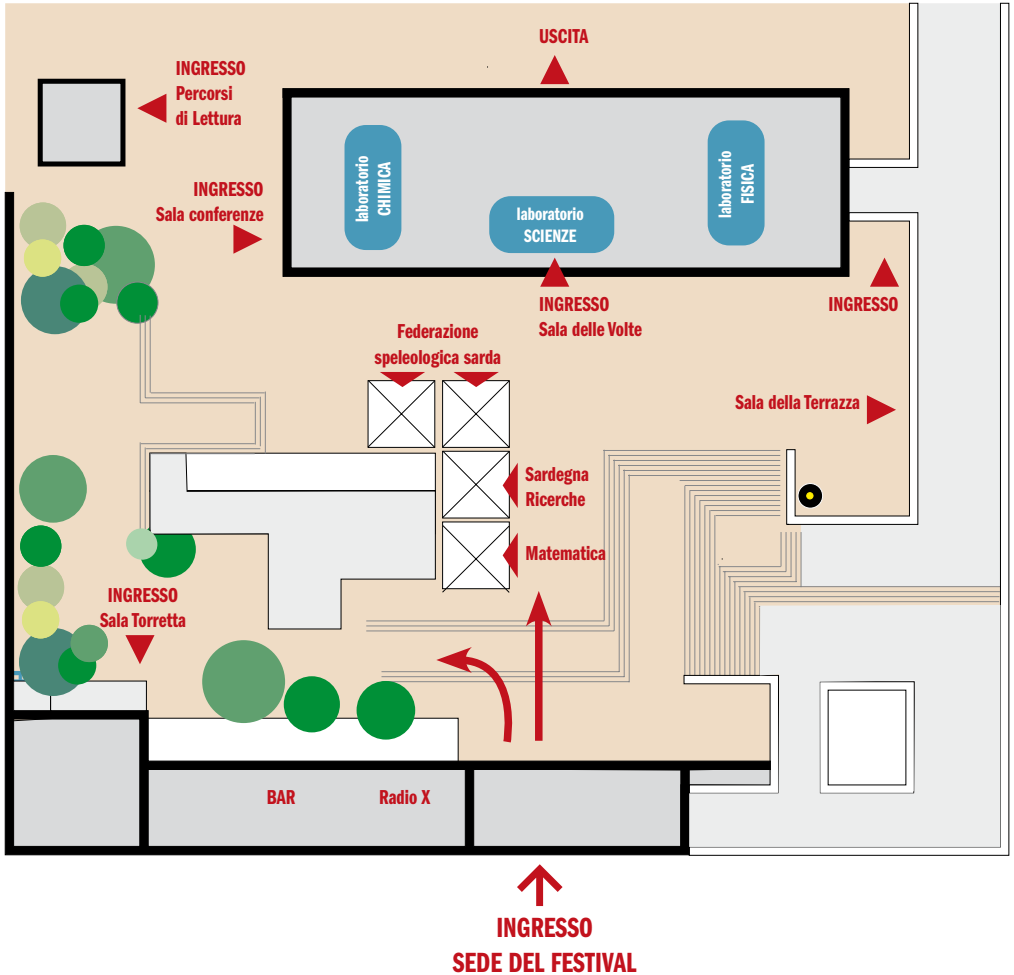 USCITA
INGRESSO
Percorsi
di Lettura
laboratorio
CHIMICA
laboratorio
FISICA
INGRESSO
Sala conferenze
laboratorio
SCIENZE
INGRESSO
Sala delle Volte
INGRESSO
Federazione
speleologica sarda
Sala della Terrazza
Sardegna
Ricerche
Matematica
INGRESSO
Sala Torretta
BAR
Radio X
INGRESSO
SEDE DEL FESTIVAL